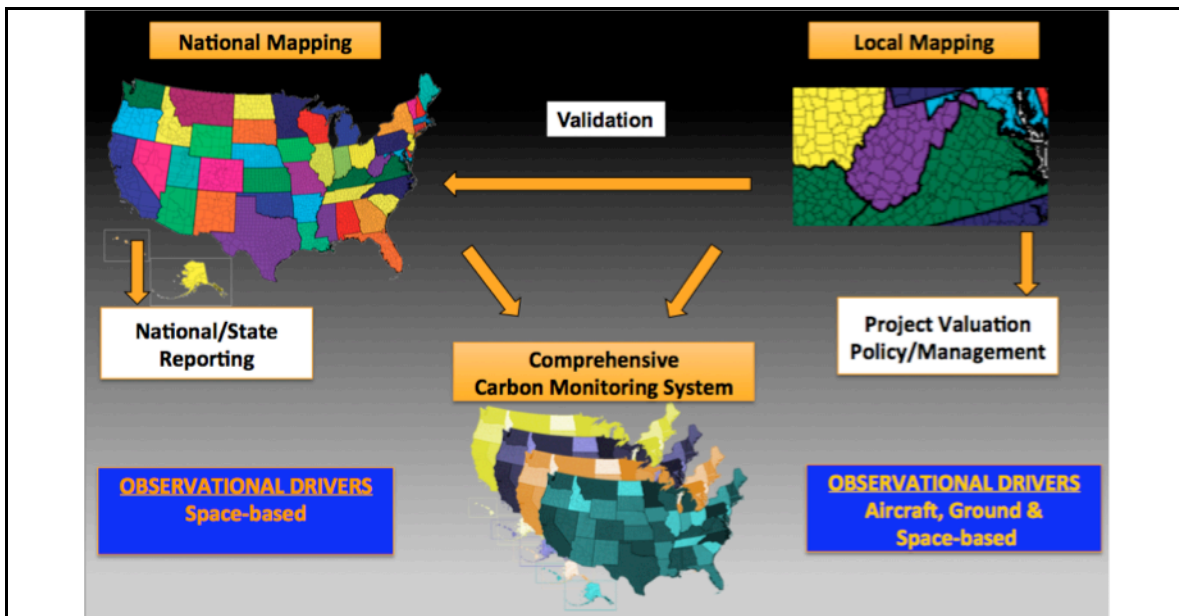 National Mapping
Local Mapping
Validation
National/State
Reporting
Project Valuation
Policy/Management
Comprehensive
Carbon Monitoring System
OBSERVATIONAL DRIVERS
Space-based
OBSERVATIONAL DRIVERS
Aircraft, Ground &
Space-based